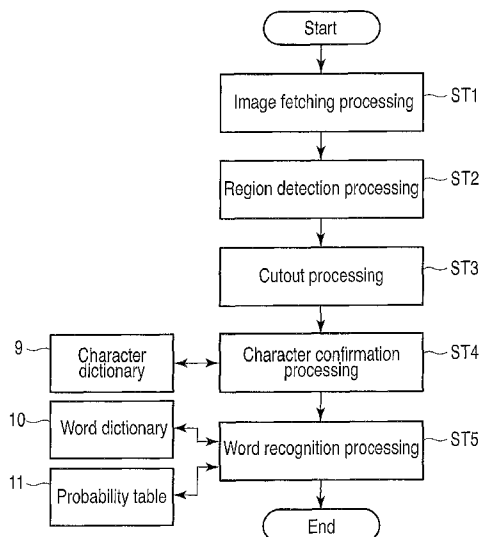 Start
Image fetching processing
ST1
Region detection processing
ST2
Cutout processing
ST3
9
Character
dictionary
Character confirmation
processing
ST4
10
Word dictionary
Word recognition processing
ST5
11
Probability table
End